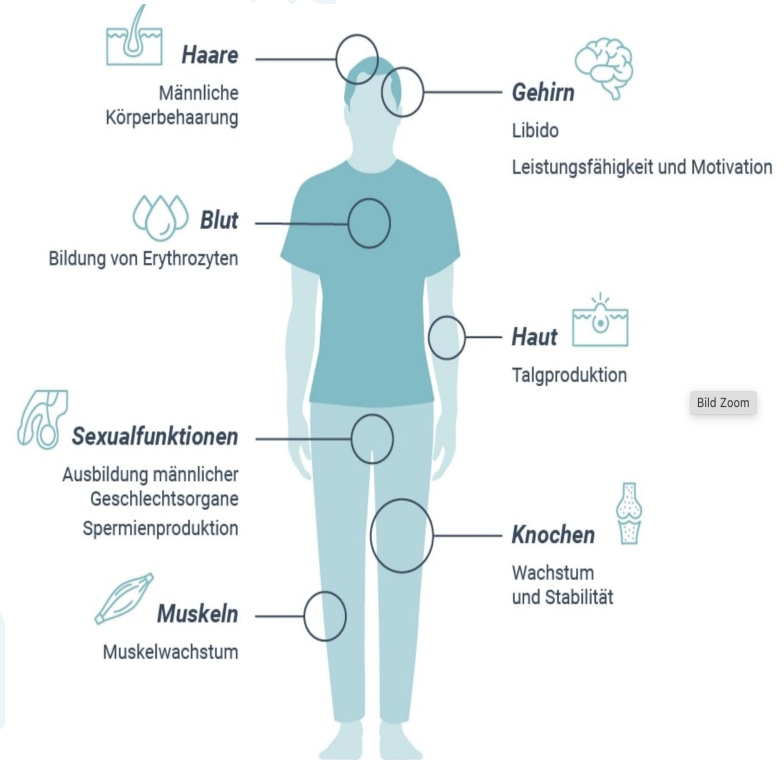 Haare
Männliche
Körperbehaarung
Gehirn
Libido
Leistungsfähigkeit und Motivation
Blut
Bildung von Erythrozyten
Haut
Talgproduktion
Bild Zoom
Sexualfunktionen
Ausbildung männlicher
Geschlechtsorgane
Spermienproduktion
Knochen
Wachstum
und Stabilität
Muskeln
Muskelwachstum